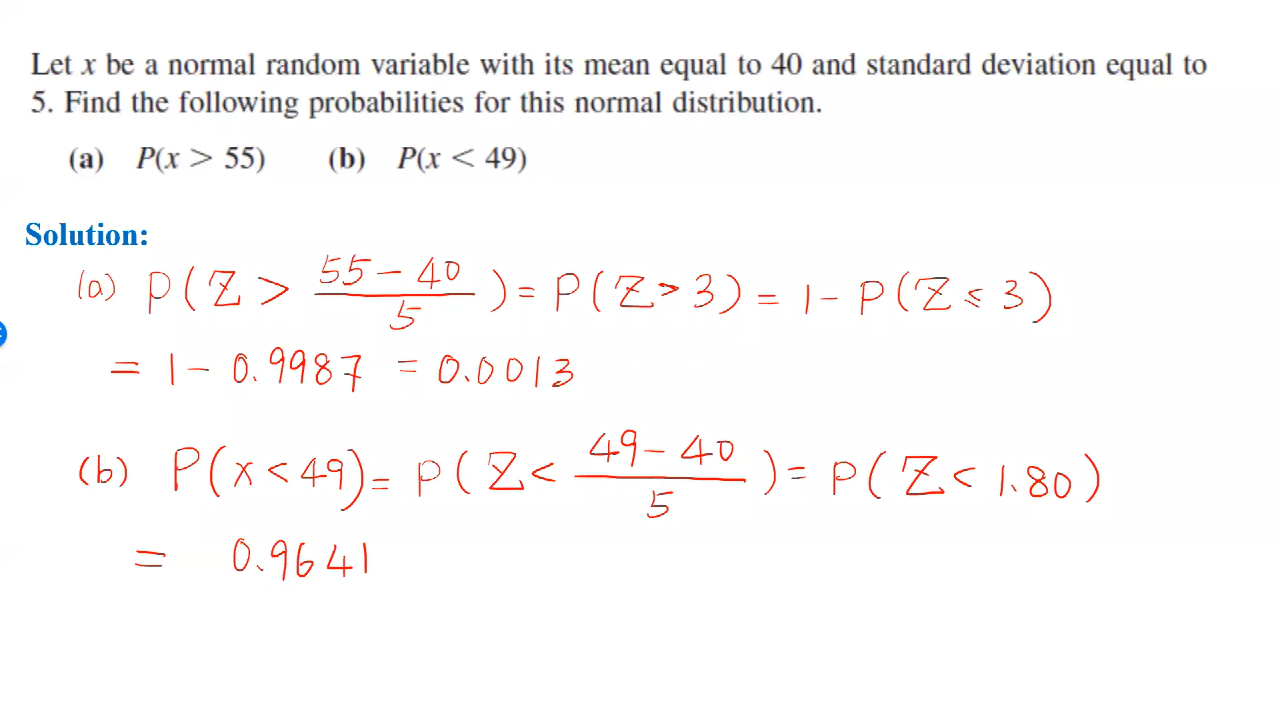 Let x be a normal random variable with its mean equal to 40 and standard deviation equal to
5. Find the following probabilities for this normal distribution.
(a) P(x > 55) (b) P(x < 49)
Solution:
(a) P(Z > (55-40)/5) = P(Z > 3) = 1 - P(Z ≤ 3)
= 1 - 0.9987 = 0.0013
(b) P(x < 49) = P(Z < (49-40)/5) = P(Z < 1.80)
= 0.9641